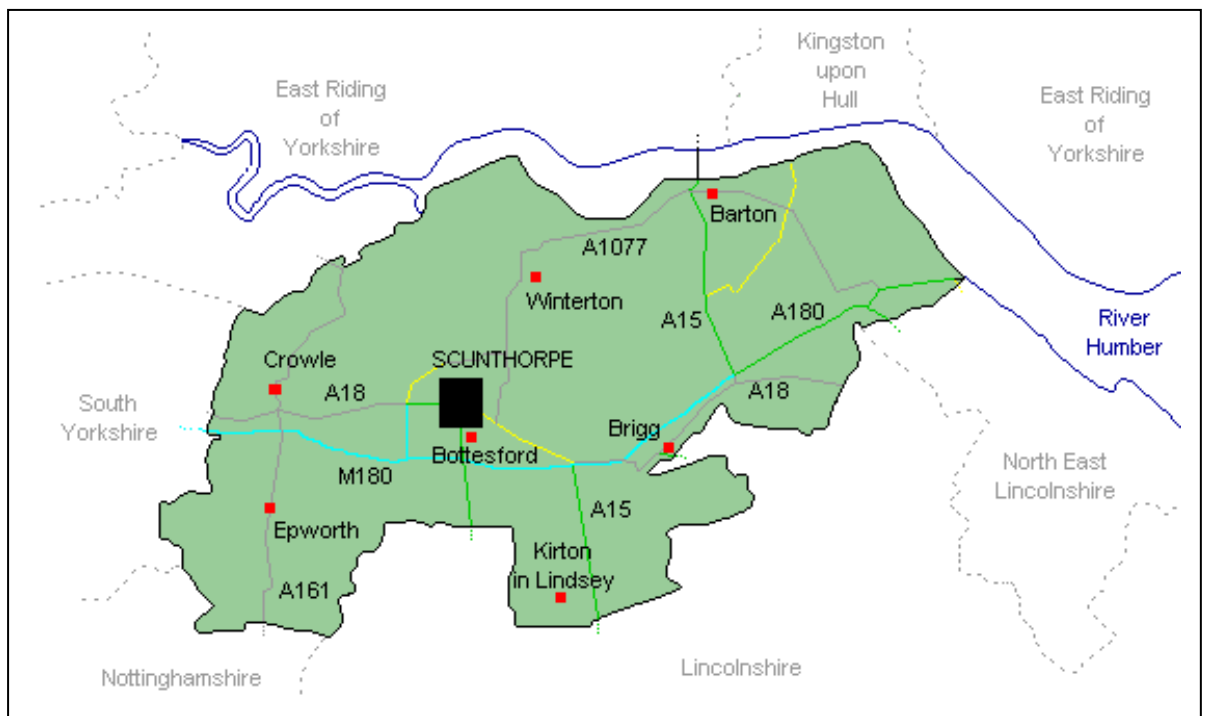 Kingston
upon
Hull
East Riding
of
Yorkshire
East Riding
of
Yorkshire
Barton
A1077
Winterton
A15
A180
River
Humber
Crowle
SCUNTHORPE
A18
A18
South
Yorkshire
Brigg
Bottesford
M180
North East
Lincolnshire
A15
Epworth
Kirton
in Lindsey
A161
Nottinghamshire
Lincolnshire